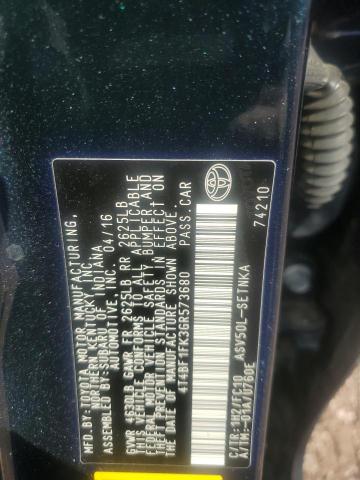 MFD.BY:TOYOTA MOTOR MANUFACTURING,
NORTHERN KENTUCKY, INC.
ASSEMBLED BY: SUBARU OF INDIANA
AUTOMOTIVE, INC. 04/16
GVWR 4530LB GAWR FR 2625LB RR 2625LB
THIS VEHICLE CONFORMS TO ALL APPLICABLE
FEDERAL MOTOR VEHICLE SAFETY, BUMPER, AND
THEFT PREVENTION STANDARDS IN EFFECT ON
THE DATE OF MANUFACTURE SHOWN ABOVE.
4T4BF1FK3GR573680 PASS.CAR
C/TR:1H2/FC10 ASV50L-SETNKA
A/TM:-01A/U760E
TOYOTA
74210